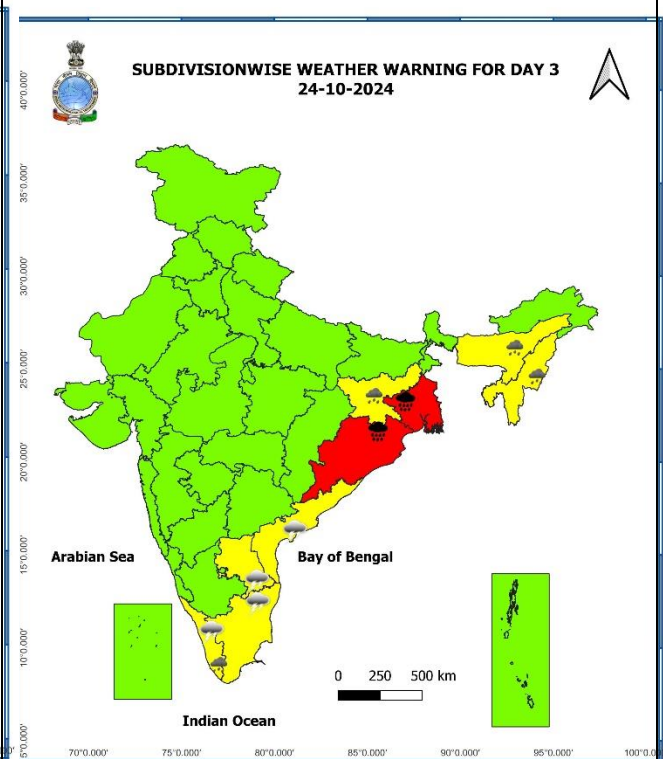 SUBDIVISIONWISE WEATHER WARNING FOR DAY 3
24-10-2024
40°0.000'
35°0.000'
30°0.000'
25°0.000'
20°0.000'
15°0.000'
10°0.000'
5°0.000'
Arabian Sea
Bay of Bengal
0 250 500 km
Indian Ocean
70°0.000' 75°0.000' 80°0.000' 85°0.000' 90°0.000' 95°0.000'